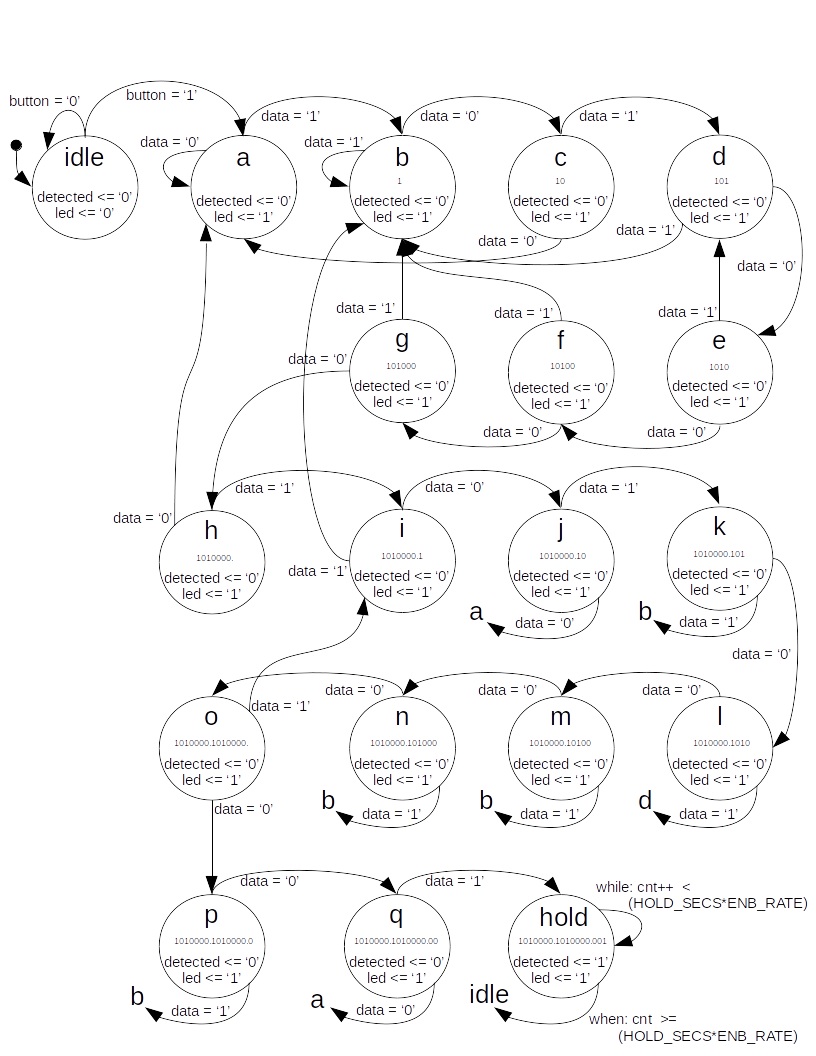 button = ‘0’
button = ‘1’
data = ‘1’
data = ‘0’
data = ‘1’
data = ‘0’
data = ‘1’
idle
detected <= ‘0’
led <= ‘0’
a
detected <= ‘0’
led <= ‘1’
b
1
detected <= ‘0’
led <= ‘1’
c
10
detected <= ‘0’
led <= ‘1’
d
101
detected <= ‘0’
led <= ‘1’
data = ‘0’
data = ‘1’
data = ‘0’
data = ‘1’
data = ‘1’
data = ‘1’
g
101000
detected <= ‘0’
led <= ‘1’
f
10100
detected <= ‘0’
led <= ‘1’
e
1010
detected <= ‘0’
led <= ‘1’
data = ‘0’
data = ‘0’
data = ‘0’
data = ‘1’
data = ‘0’
data = ‘1’
data = ‘0’
h
1010000.
detected <= ‘0’
led <= ‘1’
i
1010000.1
detected <= ‘0’
led <= ‘1’
j
1010000.10
detected <= ‘0’
led <= ‘1’
k
1010000.101
detected <= ‘0’
led <= ‘1’
data = ‘1’
a
data = ‘0’
b
data = ‘1’
data = ‘0’
data = ‘0’
data = ‘0’
data = ‘0’
data = ‘1’
o
1010000.1010000.
detected <= ‘0’
led <= ‘1’
n
1010000.101000
detected <= ‘0’
led <= ‘1’
m
1010000.10100
detected <= ‘0’
led <= ‘1’
l
1010000.1010
detected <= ‘0’
led <= ‘1’
data = ‘0’
b
data = ‘1’
b
data = ‘1’
d
data = ‘1’
data = ‘0’
data = ‘1’
while: cnt++ <
(HOLD_SECS*ENB_RATE)
p
1010000.1010000.0
detected <= ‘0’
led <= ‘1’
q
1010000.1010000.00
detected <= ‘0’
led <= ‘1’
hold
1010000.1010000.001
detected <= ‘1’
led <= ‘1’
b
data = ‘1’
a
data = ‘0’
idle
when: cnt >=
(HOLD_SECS*ENB_RATE)